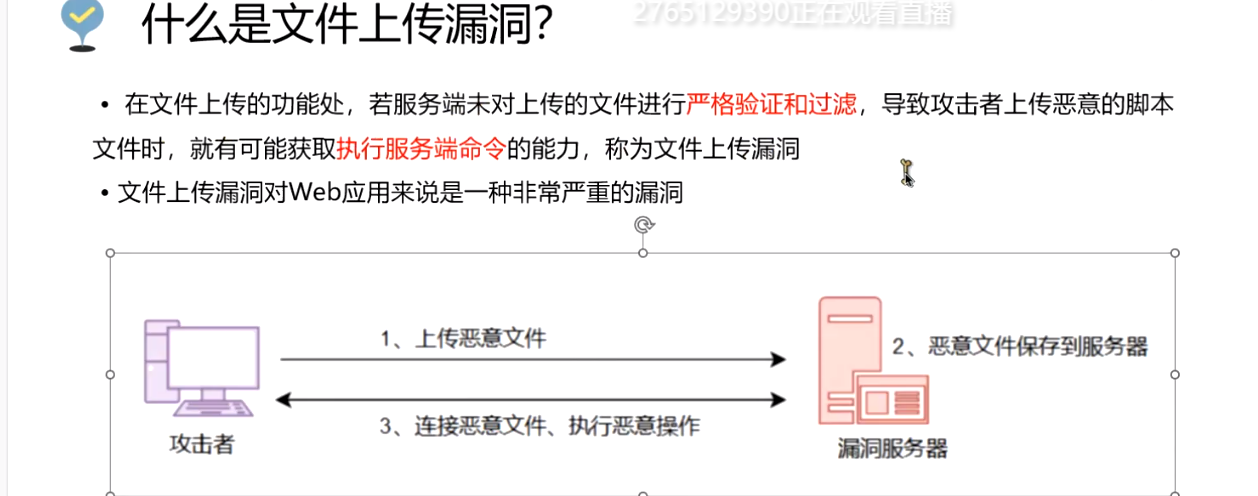 2765129390正在观看直播
什么是文件上传漏洞?
• 在文件上传的功能处，若服务端未对上传的文件进行严格验证和过滤，导致攻击者上传恶意的脚本
文件时，就有可能获取执行服务端命令的能力，称为文件上传漏洞
• 文件上传漏洞对Web应用来说是一种非常严重的漏洞
1、上传恶意文件
2、恶意文件保存到服务器
3、连接恶意文件、执行恶意操作
攻击者
漏洞服务器